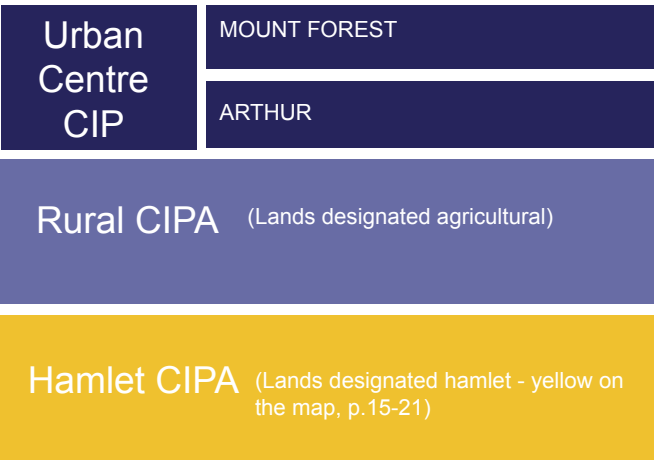 Urban
Centre
CIP
MOUNT FOREST
ARTHUR
Rural CIPA (Lands designated agricultural)
Hamlet CIPA (Lands designated hamlet - yellow on
the map, p.15-21)